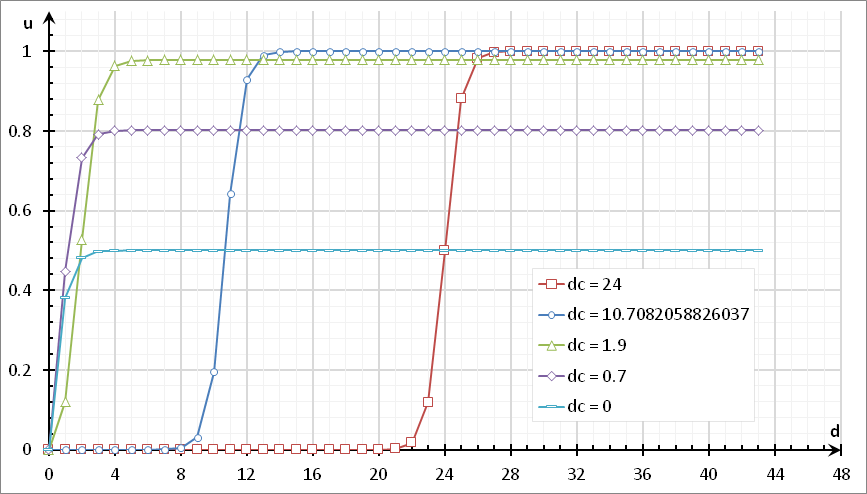 u
1
0.8
0.6
0.4
0.2
0
dc = 24
dc = 10.7082058826037
dc = 1.9
dc = 0.7
dc = 0
d
0 4 8 12 16 20 24 28 32 36 40 44 48